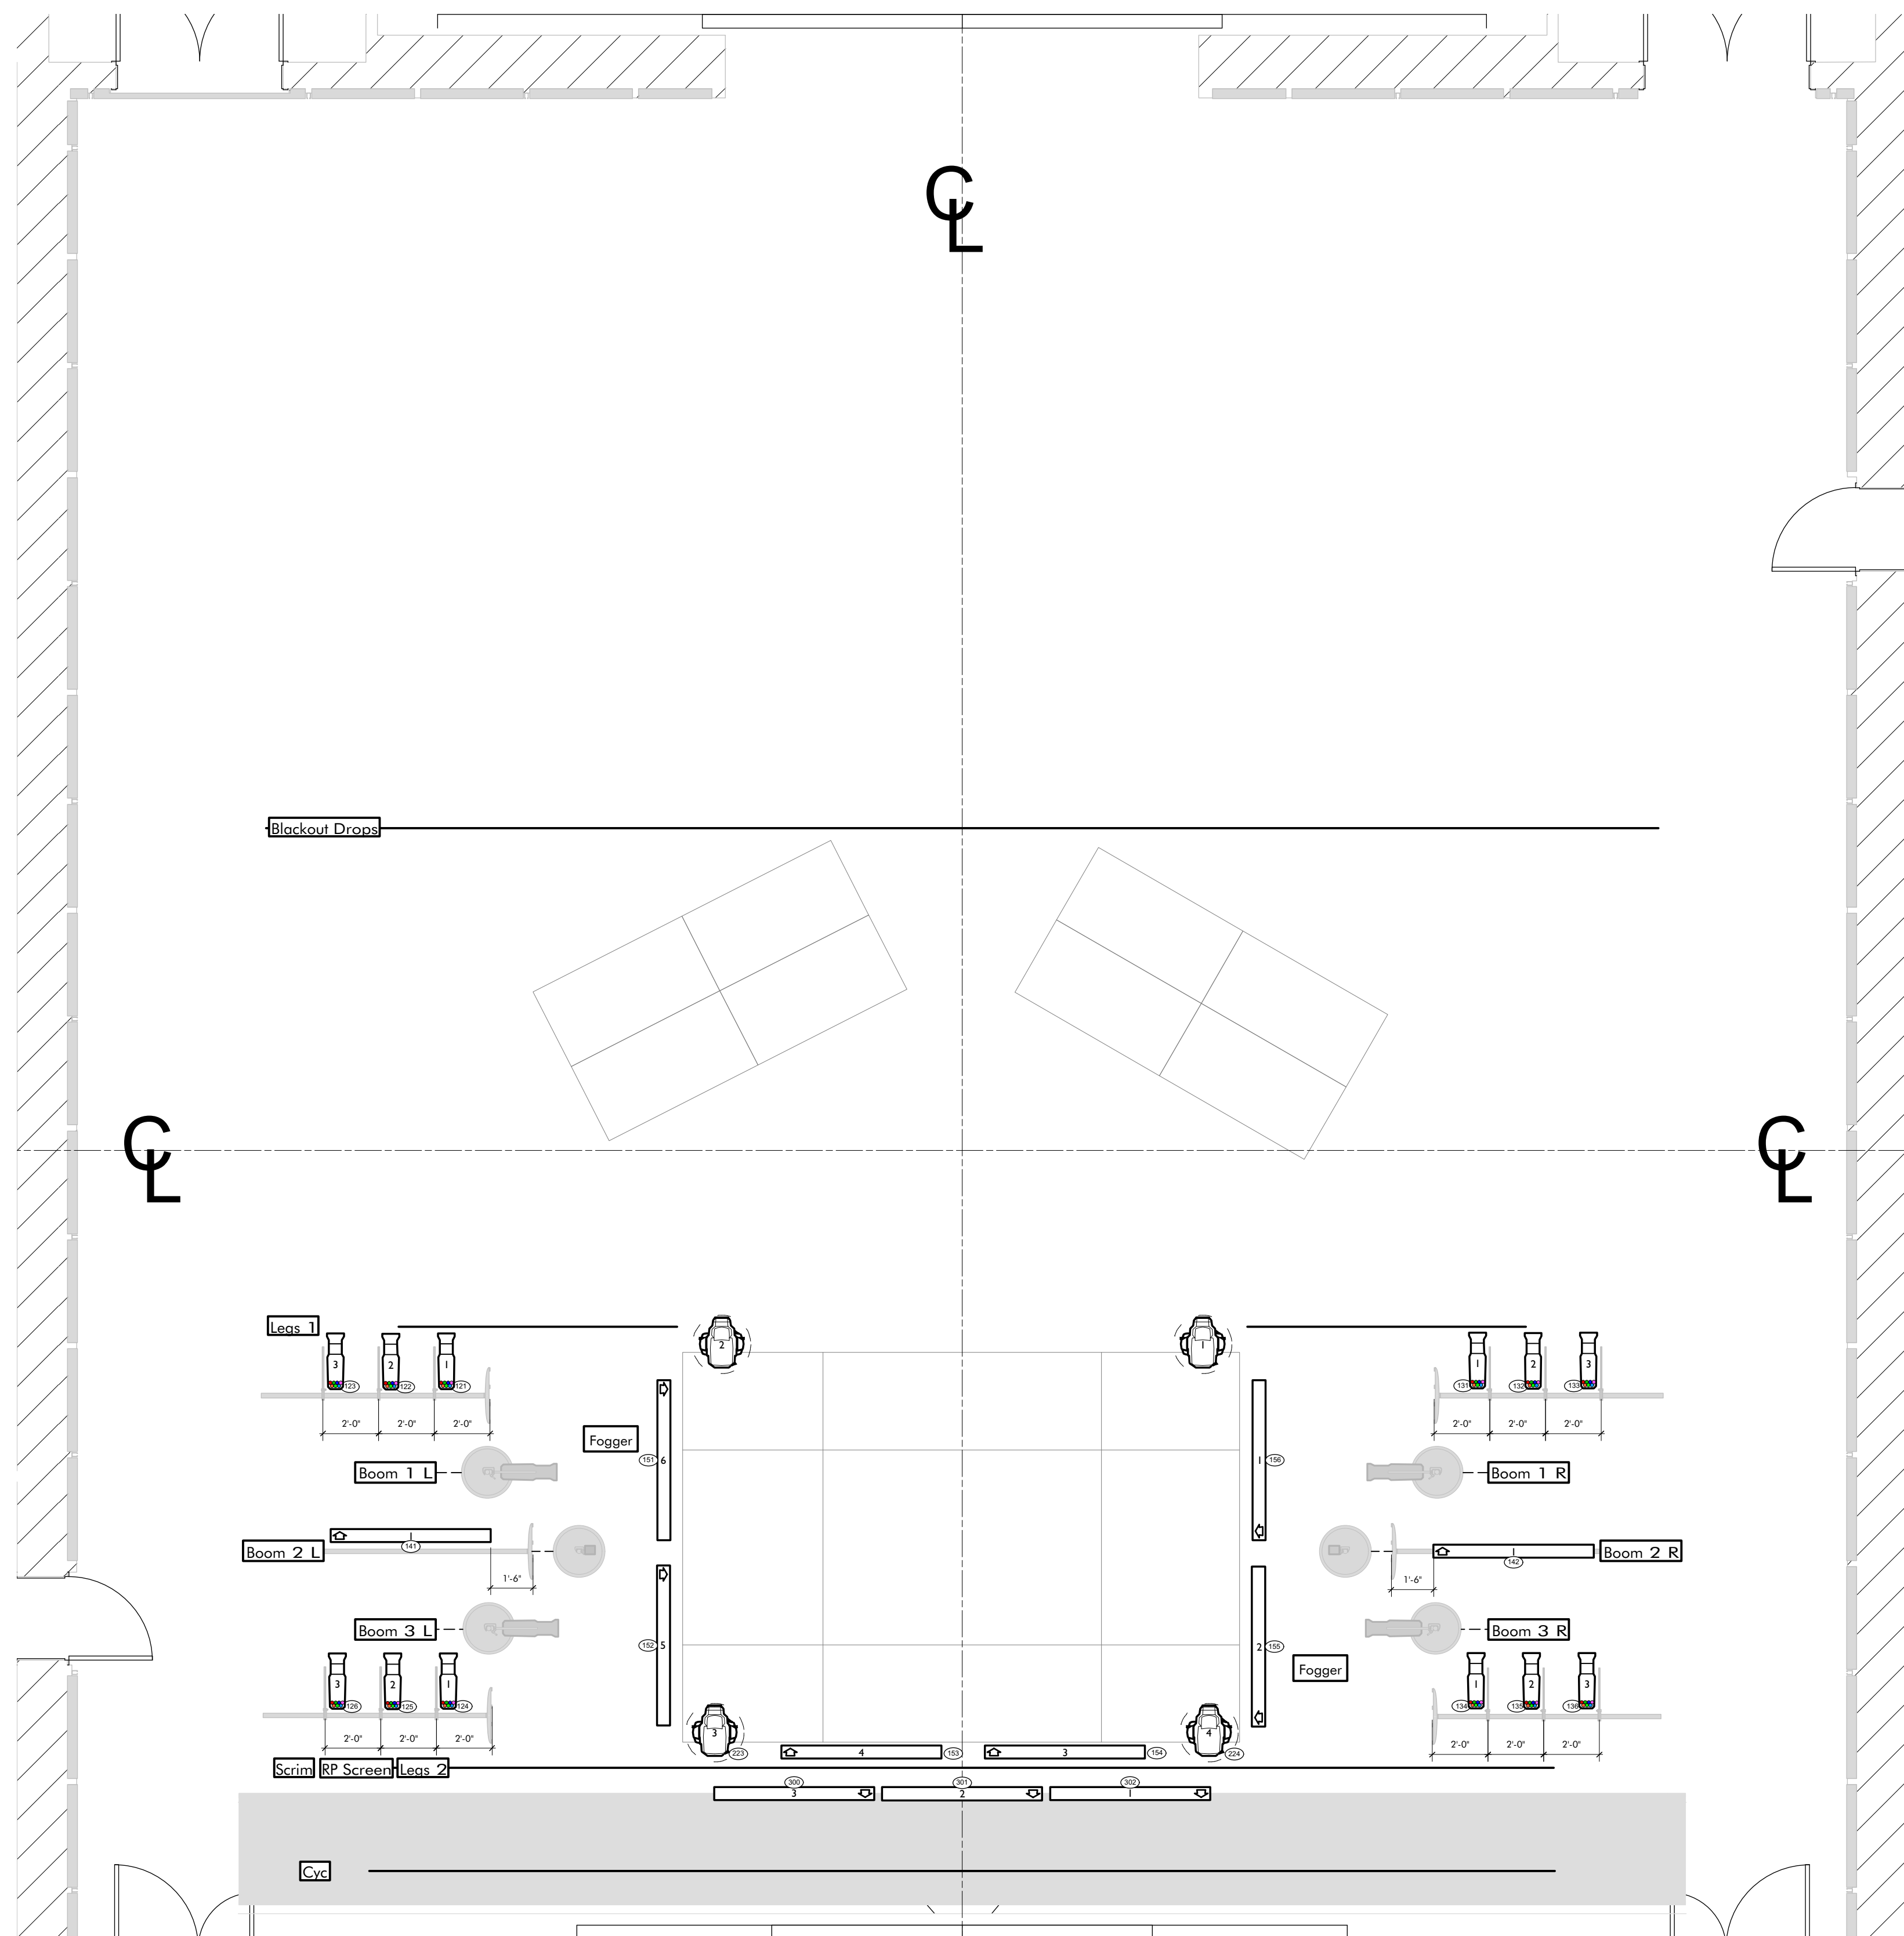 CL
Blackout Drops
CL CL
Legs 1
2 1
3 2 1 1 2 3
123 122 121 131 132 133
2'-0" 2'-0" 2'-0" 2'-0" 2'-0" 2'-0"
Fogger
151 6 1 156
Boom 1 L Boom 1 R
1 1
Boom 2 L 141 142 Boom 2 R
1'-6" 1'-6"
Boom 3 L Boom 3 R
152 5 2 155
Fogger
3 2 1 1 2 3
126 125 124 134 135 136
3 4
2'-0" 2'-0" 2'-0" 2'-0" 2'-0" 2'-0"
223 4 153 3 154 224
Scrim RP Screen Legs 2
300 301 302
3 2 1
Cyc